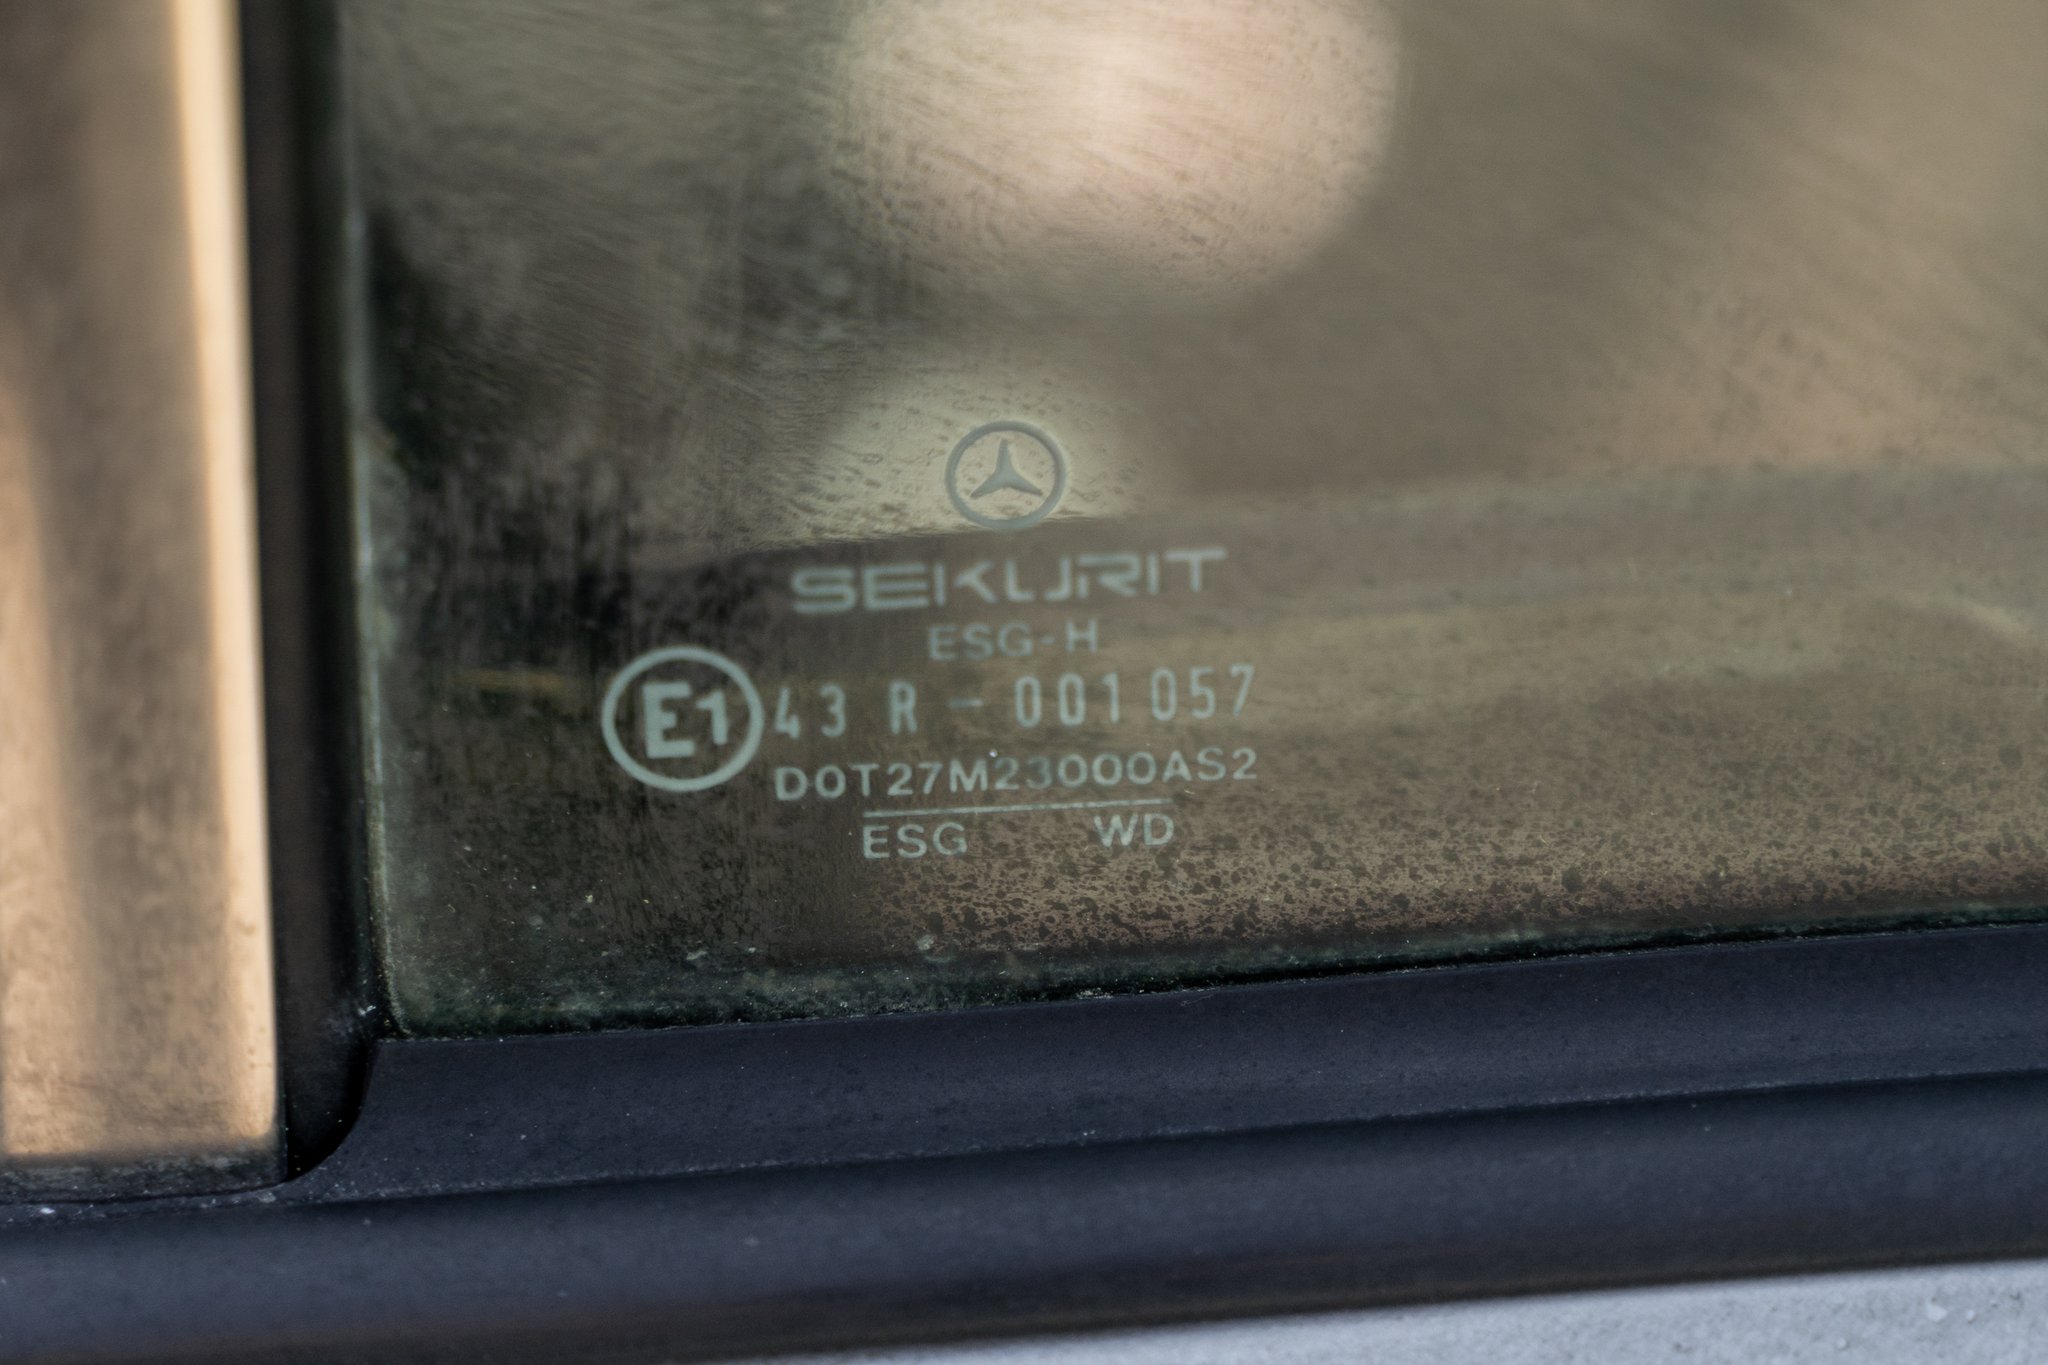 SEKURIT
ESG-H
E1 43 R - 001057
DOT27M23000AS2
ESG WD